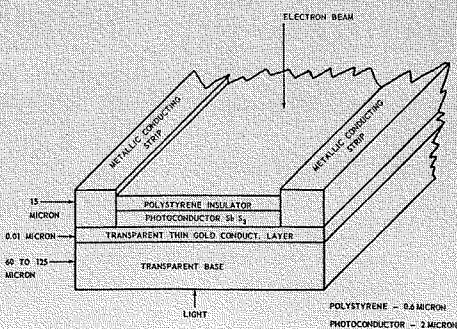 ELECTRON BEAM
METALLIC CONDUCTING
STRIP
METALLIC CONDUCTING
STRIP
15
MICRON
POLYSTYRENE INSULATOR
PHOTOCONDUCTOR Sb S3
0.01 MICRON
TRANSPARENT THIN GOLD CONDUCT. LAYER
60 TO 125
MICRON
TRANSPARENT BASE
LIGHT
POLYSTYRENE – 0.6 MICRON
PHOTOCONDUCTOR – 2 MICRON